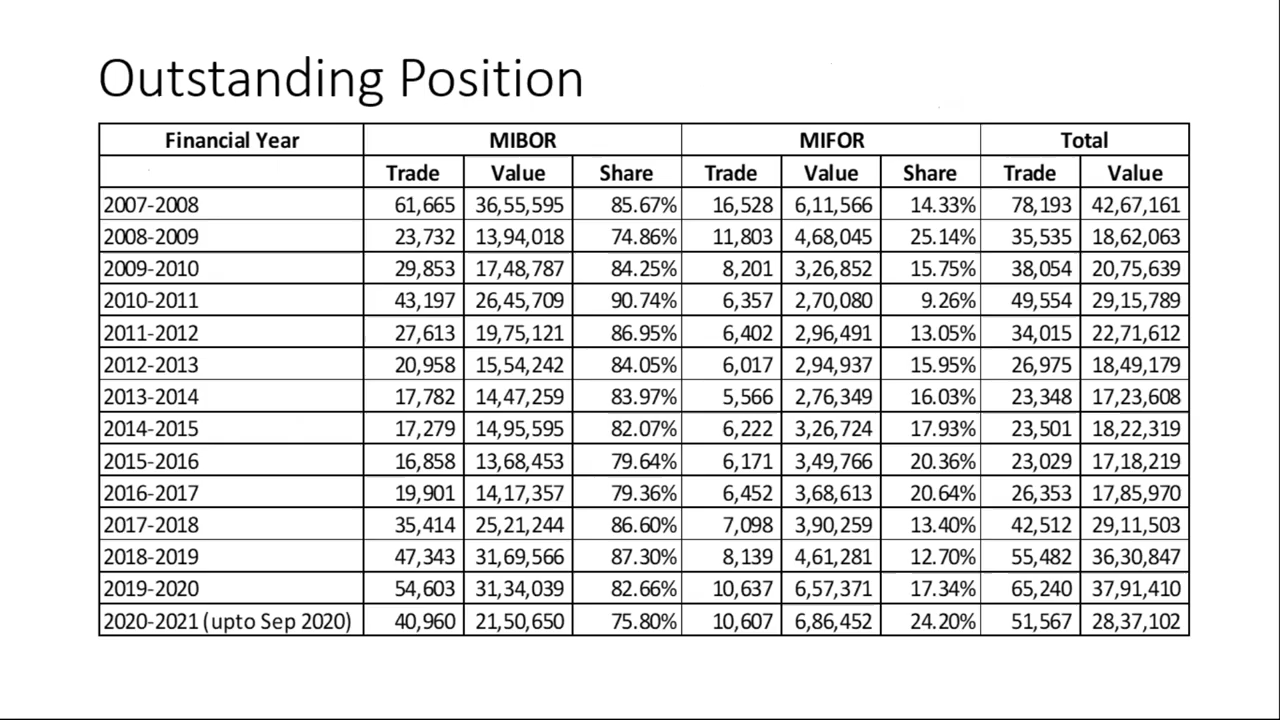 Outstanding Position
Financial Year MIBOR MIFOR Total
Trade Value Share Trade Value Share Trade Value
2007-2008 61,665 36,55,595 85.67% 16,528 6,11,566 14.33% 78,193 42,67,161
2008-2009 23,732 13,94,018 74.86% 11,803 4,68,045 25.14% 35,535 18,62,063
2009-2010 29,853 17,48,787 84.25% 8,201 3,26,852 15.75% 38,054 20,75,639
2010-2011 43,197 26,45,709 90.74% 6,357 2,70,080 9.26% 49,554 29,15,789
2011-2012 27,613 19,75,121 86.95% 6,402 2,96,491 13.05% 34,015 22,71,612
2012-2013 20,958 15,54,242 84.05% 6,017 2,94,937 15.95% 26,975 18,49,179
2013-2014 17,782 14,47,259 83.97% 5,566 2,76,349 16.03% 23,348 17,23,608
2014-2015 17,279 14,95,595 82.07% 6,222 3,26,724 17.93% 23,501 18,22,319
2015-2016 16,858 13,68,453 79.64% 6,171 3,49,766 20.36% 23,029 17,18,219
2016-2017 19,901 14,17,357 79.36% 6,452 3,68,613 20.64% 26,353 17,85,970
2017-2018 35,414 25,21,244 86.60% 7,098 3,90,259 13.40% 42,512 29,11,503
2018-2019 47,343 31,69,566 87.30% 8,139 4,61,281 12.70% 55,482 36,30,847
2019-2020 54,603 31,34,039 82.66% 10,637 6,57,371 17.34% 65,240 37,91,410
2020-2021 (upto Sep 2020) 40,960 21,50,650 75.80% 10,607 6,86,452 24.20% 51,567 28,37,102